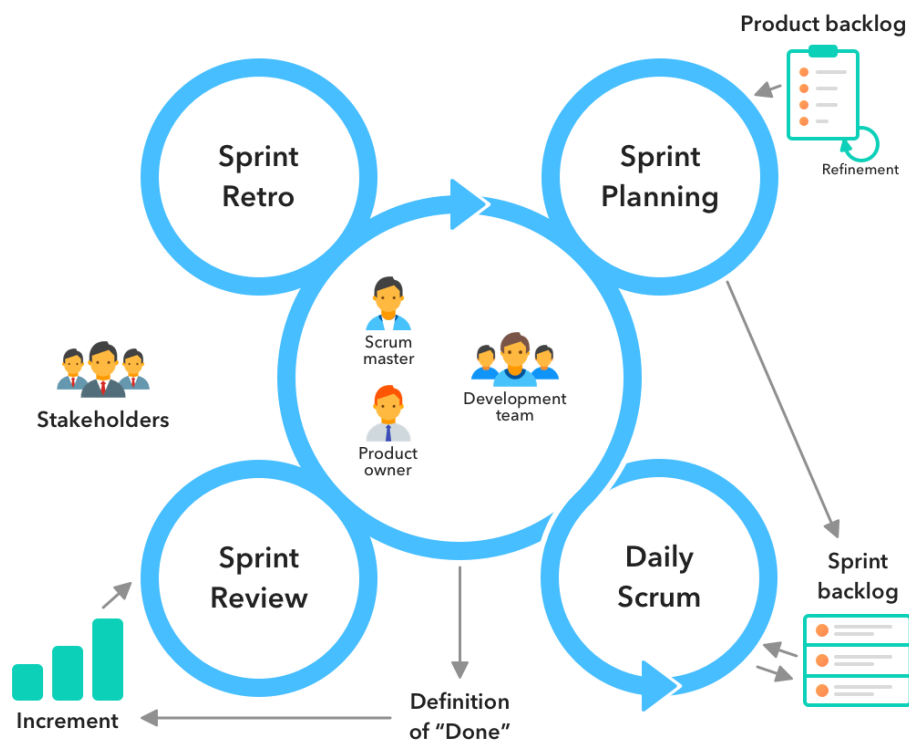 Product backlog
Refinement
Sprint
Retro
Sprint
Planning
Scrum
master
Development
team
Product
owner
Stakeholders
Sprint
Review
Daily
Scrum
Sprint
backlog
Increment
Definition
of “Done”